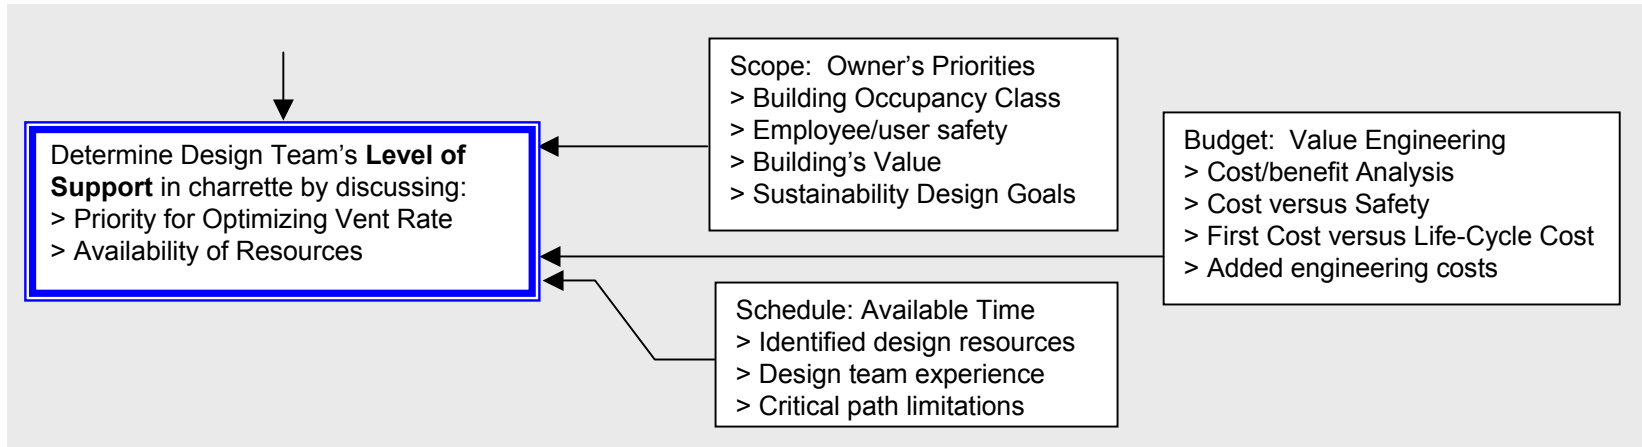 Determine Design Team’s Level of
Support in charrette by discussing:
> Priority for Optimizing Vent Rate
> Availability of Resources
Scope:  Owner’s Priorities
> Building Occupancy Class
> Employee/user safety
> Building’s Value
> Sustainability Design Goals
Budget:  Value Engineering
> Cost/benefit Analysis
> Cost versus Safety
> First Cost versus Life-Cycle Cost
> Added engineering costs
Schedule: Available Time
> Identified design resources
> Design team experience
> Critical path limitations